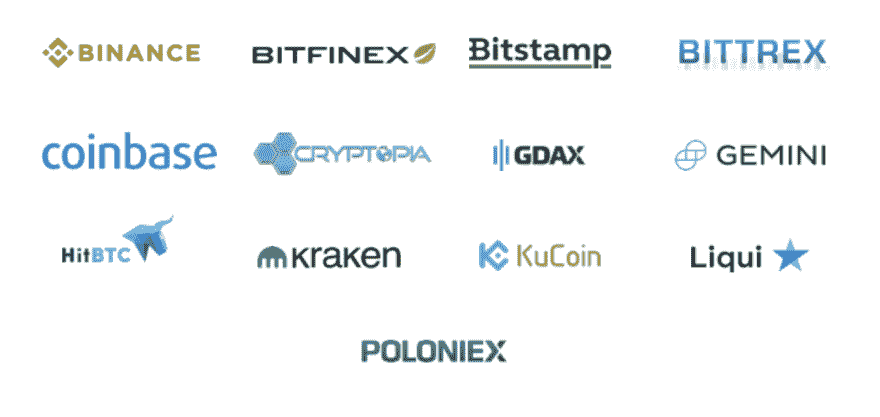 BINANCE
BITFINEX
Bitstamp
BITTREX
coinbase
CRYPTOPIA
GDAX
GEMINI
HitBTC
kraken
KuCoin
Liqui
POLONIEX